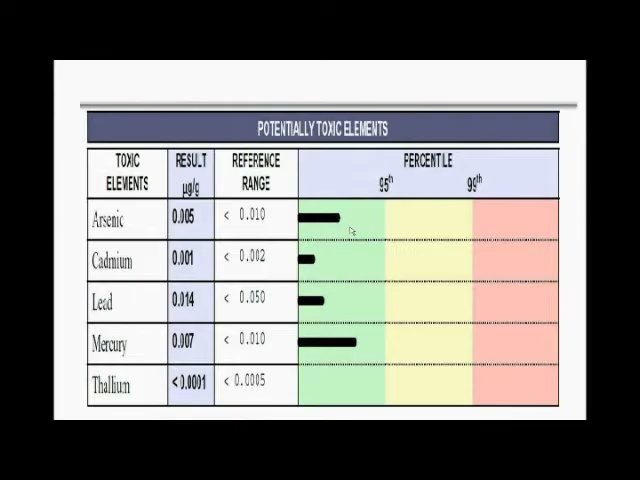 POTENTIALLY TOXIC ELEMENTS
TOXIC ELEMENTS RESULT µg/g REFERENCE RANGE PERCENTILE 95th 99th
Arsenic 0.005 < 0.010
Cadmium 0.001 < 0.002
Lead 0.014 < 0.050
Mercury 0.007 < 0.010
Thallium < 0.0001 < 0.0005